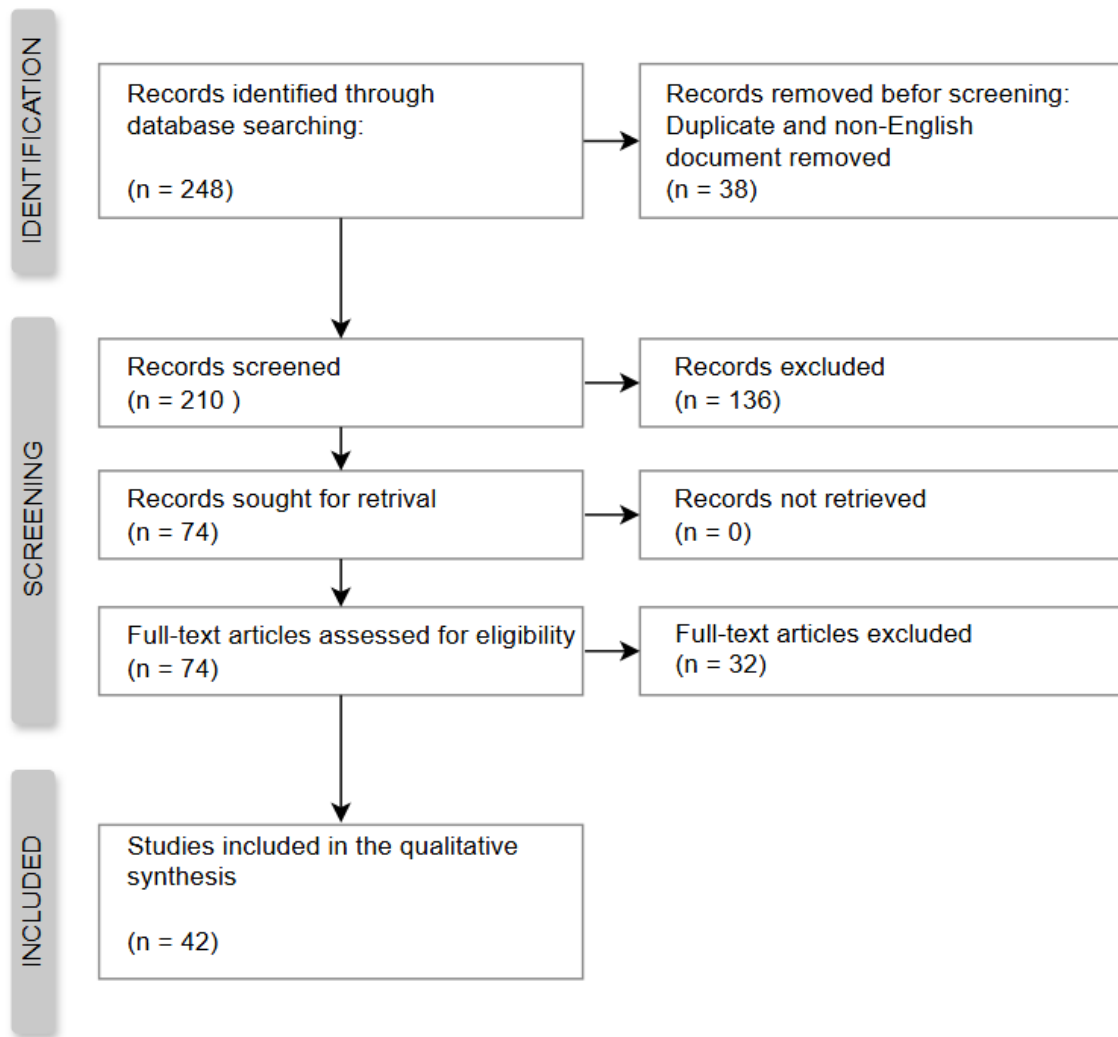 IDENTIFICATION
Records identified through
database searching:
(n = 248)
Records removed befor screening:
Duplicate and non-English
document removed
(n = 38)
SCREENING
Records screened
(n = 210 )
Records excluded
(n = 136)
Records sought for retrival
(n = 74)
Records not retrieved
(n = 0)
Full-text articles assessed for eligibility
(n = 74)
Full-text articles excluded
(n = 32)
INCLUDED
Studies included in the qualitative
synthesis
(n = 42)